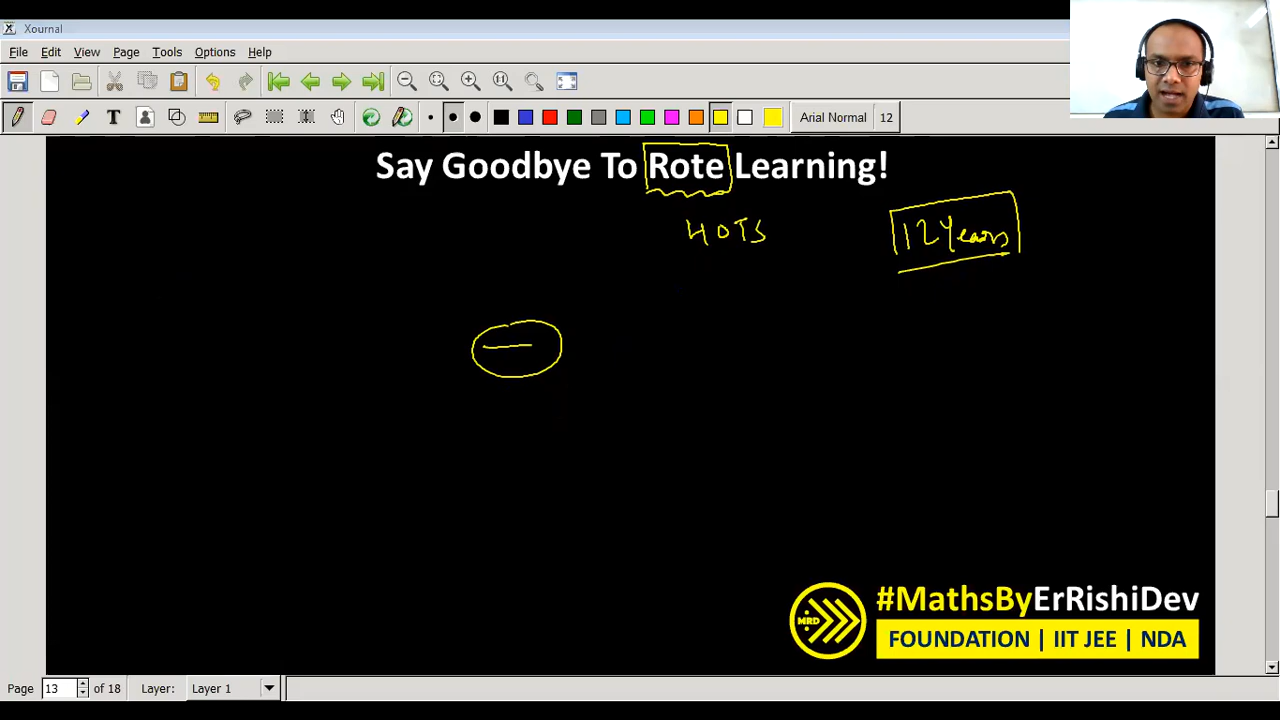 Xournal
File Edit View Page Tools Options Help
Arial Normal 12
Say Goodbye To Rote Learning!
HOTS
12 Years
#MathsByErRishiDev
MRD
FOUNDATION | IIT JEE | NDA
Page 13 of 18 Layer: Layer 1